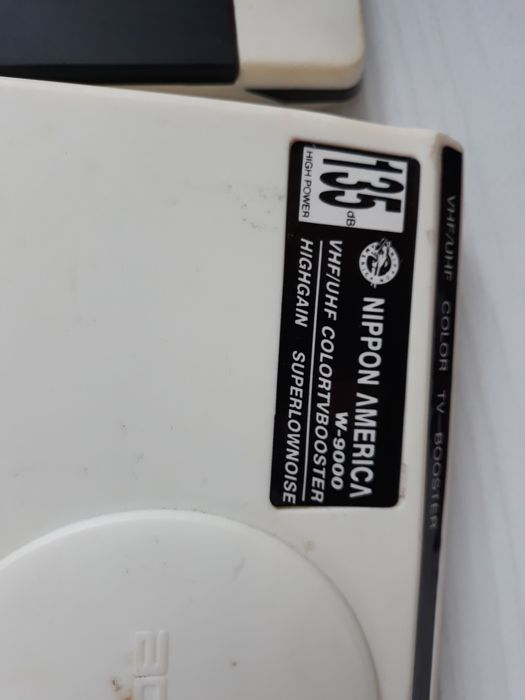 135 dB
HIGH POWER
NIPPON AMERICA
W-9000
VHF/UHF COLORTVBOOSTER
HIGHGAIN SUPERLOWNOISE
VHF/UHF COLOR TV BOOSTER